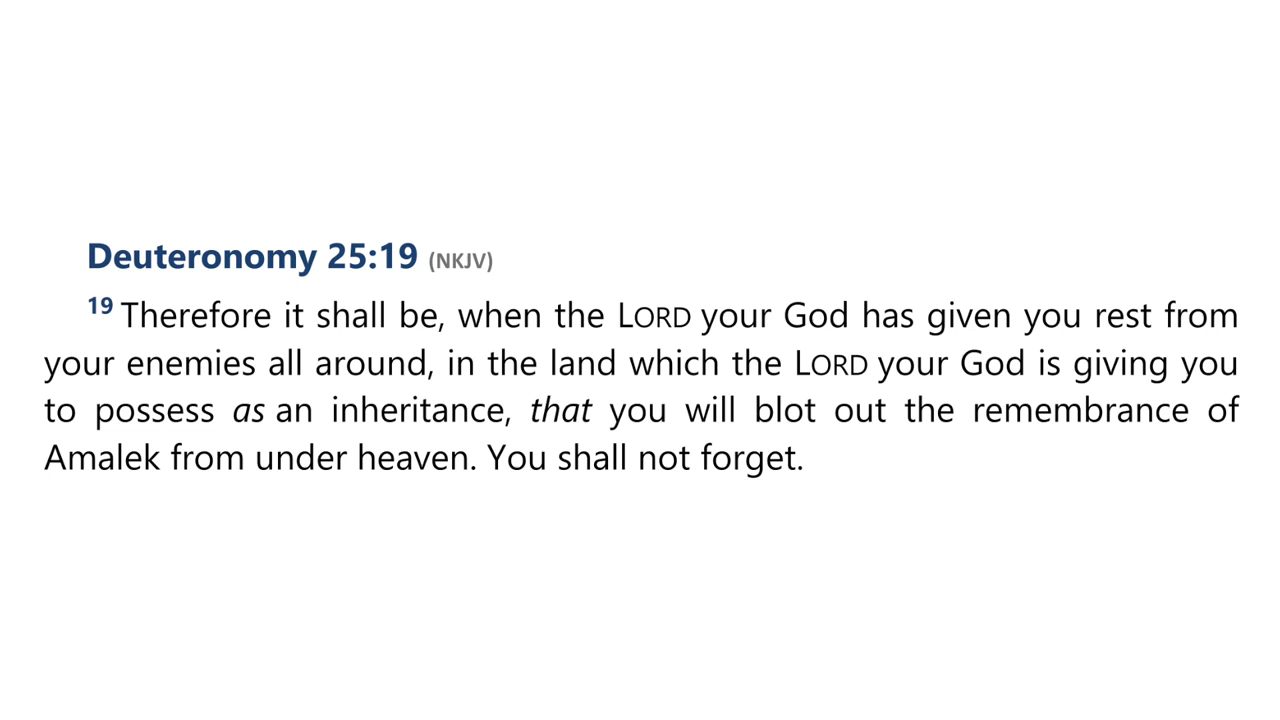 Deuteronomy 25:19 (NKJV)
19 Therefore it shall be, when the LORD your God has given you rest from
your enemies all around, in the land which the LORD your God is giving you
to possess as an inheritance, that you will blot out the remembrance of
Amalek from under heaven. You shall not forget.